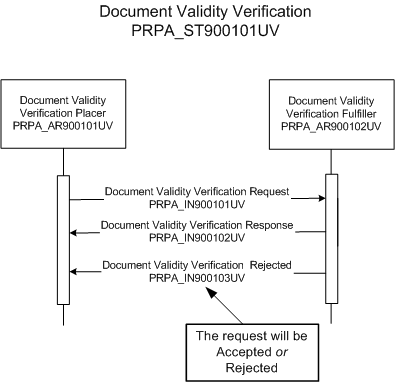 Document Validity Verification
PRPA_ST900101UV
Document Validity
Verification Placer
PRPA_AR900101UV
Document Validity
Verification Fulfiller
PRPA_AR900102UV
Document Validity Verification Request
PRPA_IN900101UV
Document Validity Verification Response
PRPA_IN900102UV
Document Validity Verification Rejected
PRPA_IN900103UV
The request will be
Accepted or
Rejected